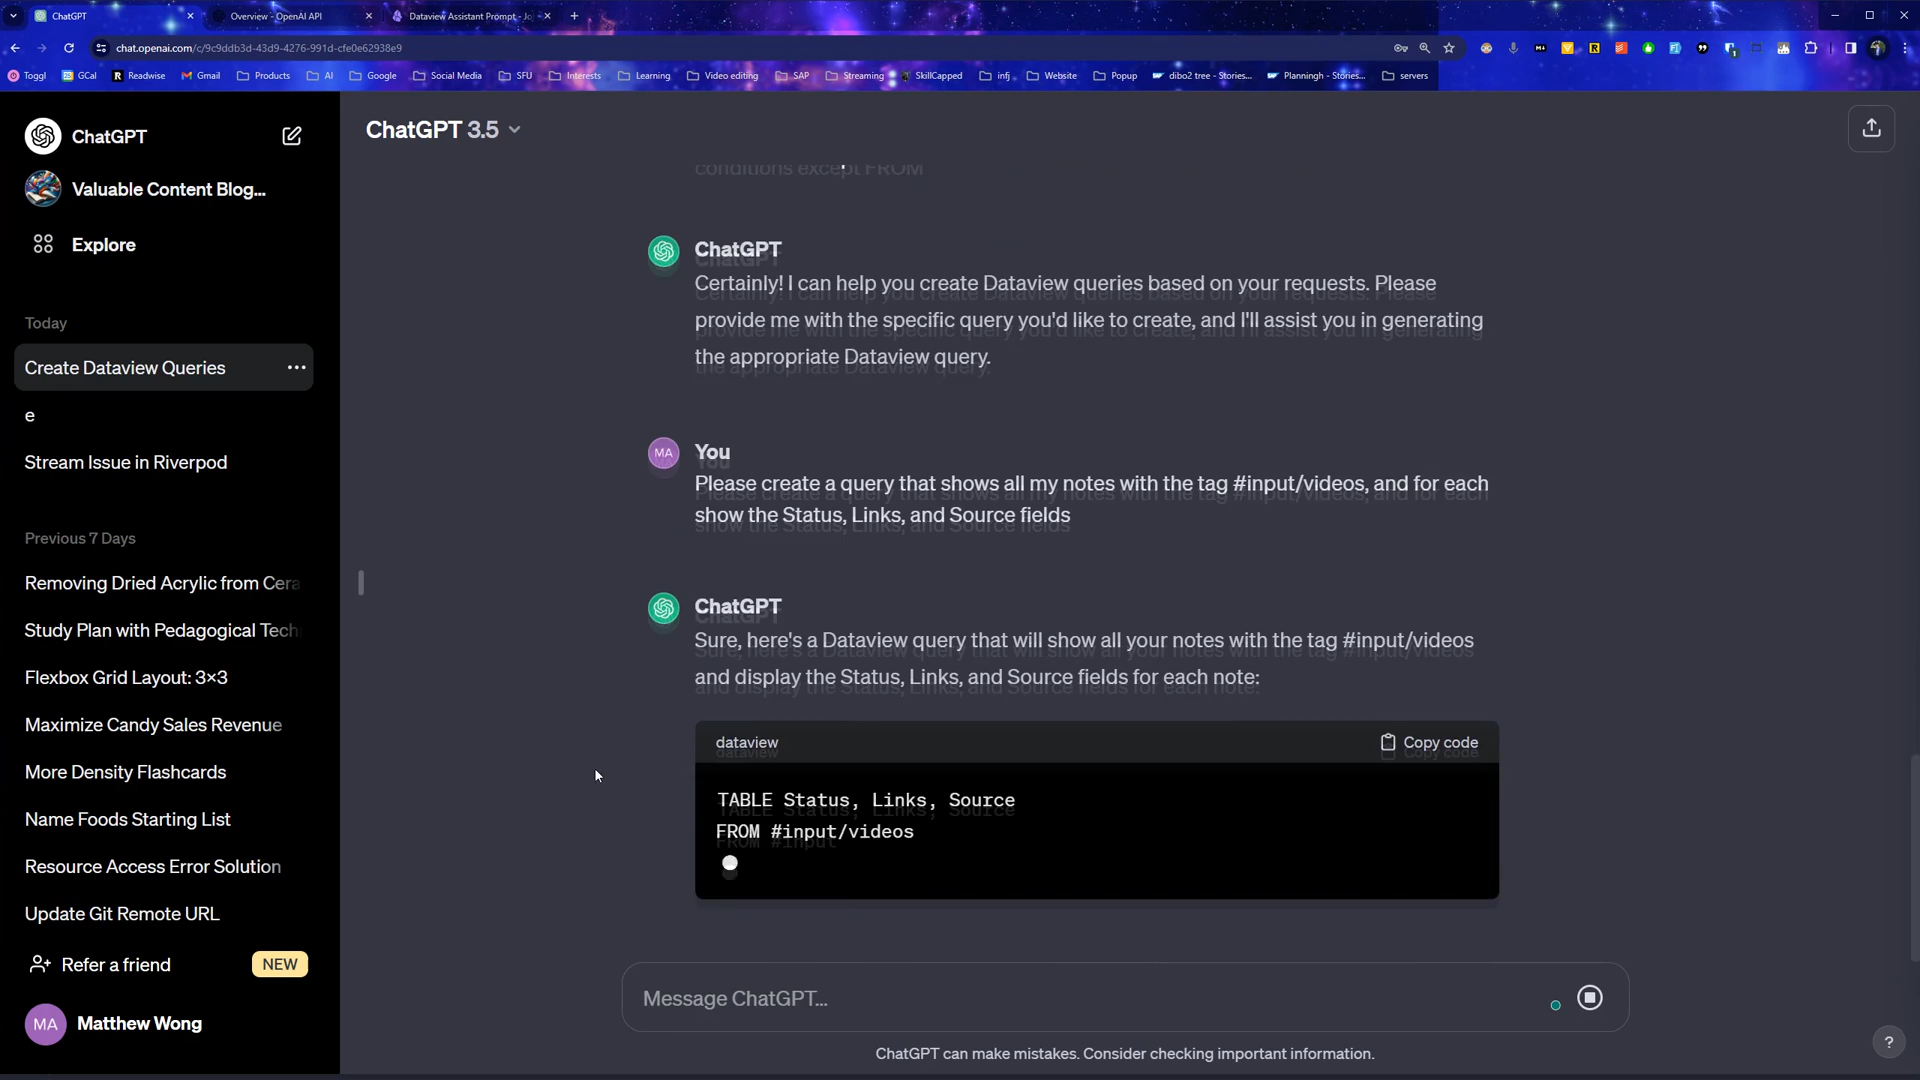 ChatGPT
Overview - OpenAI API
Dataview Assistant Prompt - Jo
chat.openai.com/c/9c9ddb3d-43d9-4276-991d-cfe0e62938e9
Toggl
GCal
Readwise
Gmail
Products
AI
Google
Social Media
SFU
Interests
Learning
Video editing
SAP
Streaming
SkillCapped
infj
Website
Popup
dibo2 tree - Stories...
Planningh - Stories...
servers
ChatGPT
Valuable Content Blog...
Explore
Today
Create Dataview Queries
e
Stream Issue in Riverpod
Previous 7 Days
Removing Dried Acrylic from Cera
Study Plan with Pedagogical Tech
Flexbox Grid Layout: 3×3
Maximize Candy Sales Revenue
More Density Flashcards
Name Foods Starting List
Resource Access Error Solution
Update Git Remote URL
Refer a friend
NEW
MA
Matthew Wong
ChatGPT 3.5
conditions except FROM
ChatGPT
Certainly! I can help you create Dataview queries based on your requests. Please
provide me with the specific query you'd like to create, and I'll assist you in generating
the appropriate Dataview query.
MA
You
Please create a query that shows all my notes with the tag #input/videos, and for each
show the Status, Links, and Source fields
ChatGPT
Sure, here's a Dataview query that will show all your notes with the tag #input/videos
and display the Status, Links, and Source fields for each note:
dataview
Copy code
TABLE Status, Links, Source
FROM #input/videos
Message ChatGPT...
ChatGPT can make mistakes. Consider checking important information.
?